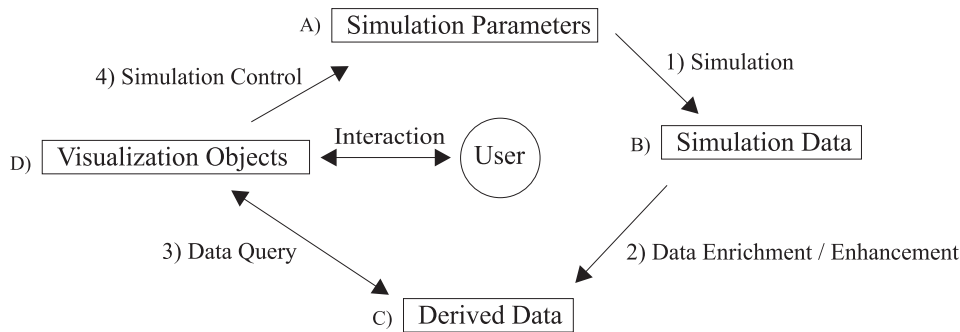 A) Simulation Parameters
4) Simulation Control
1) Simulation
Interaction
D) Visualization Objects
User
B) Simulation Data
3) Data Query
2) Data Enrichment / Enhancement
C) Derived Data